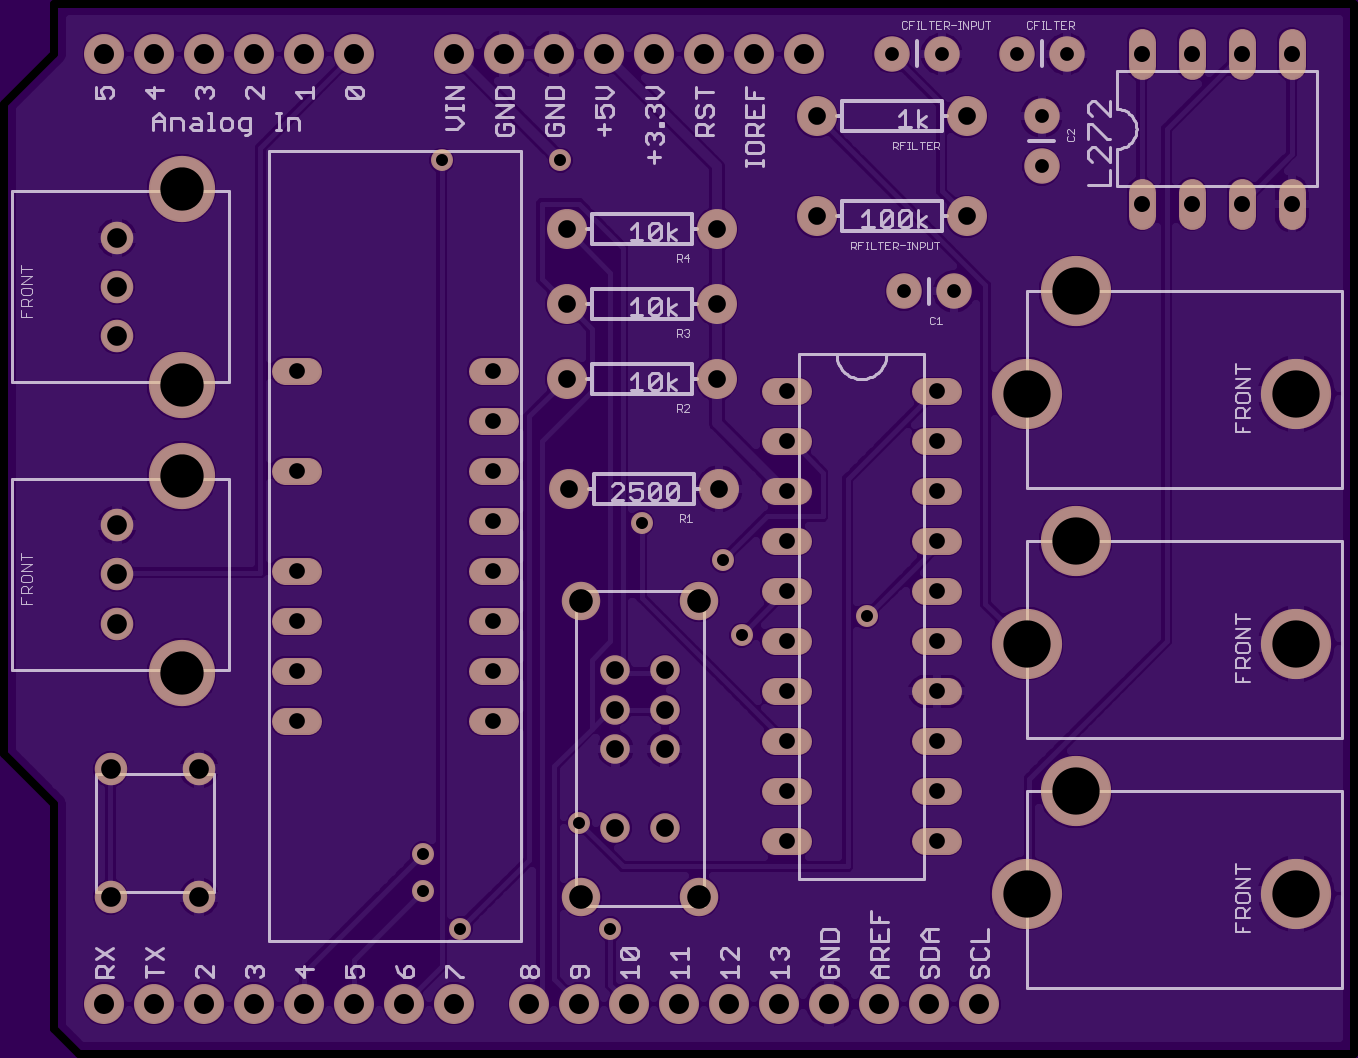 CFILTER-INPUT
CFILTER
5
4
3
2
1
0
Analog In
VIN
GND
GND
+5V
+3.3V
RST
IOREF
1k
RFILTER
C2
L272
100k
RFILTER-INPUT
10k
R4
FRONT
10k
R3
C1
10k
R2
FRONT
2500
R1
FRONT
FRONT
FRONT
RX
TX
2
3
4
5
6
7
8
9
10
11
12
13
GND
AREF
SDA
SCL